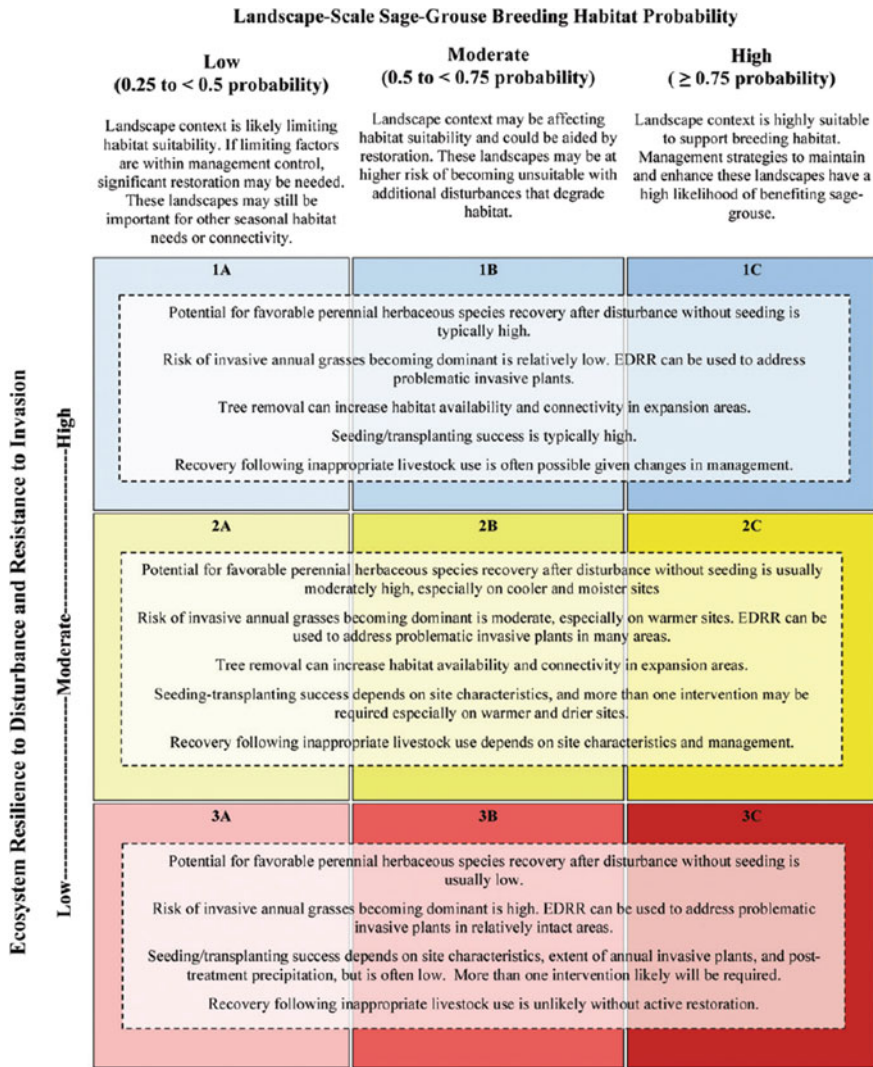 Landscape-Scale Sage-Grouse Breeding Habitat Probability
Low
(0.25 to < 0.5 probability)
Landscape context is likely limiting
habitat suitability. If limiting factors
are within management control,
significant restoration may be needed.
These landscapes may still be
important for other seasonal habitat
needs or connectivity.
Moderate
(0.5 to < 0.75 probability)
Landscape context may be affecting
habitat suitability and could be aided by
restoration. These landscapes may be at
higher risk of becoming unsuitable with
additional disturbances that degrade
habitat.
High
( ≥ 0.75 probability)
Landscape context is highly suitable
to support breeding habitat.
Management strategies to maintain
and enhance these landscapes have a
high likelihood of benefiting sage-
grouse.
Ecosystem Resilience to Disturbance and Resistance to Invasion
Low----------------------Moderate----------------------High
1A
1B
1C
Potential for favorable perennial herbaceous species recovery after disturbance without seeding is
typically high.
Risk of invasive annual grasses becoming dominant is relatively low. EDRR can be used to address
problematic invasive plants.
Tree removal can increase habitat availability and connectivity in expansion areas.
Seeding/transplanting success is typically high.
Recovery following inappropriate livestock use is often possible given changes in management.
2A
2B
2C
Potential for favorable perennial herbaceous species recovery after disturbance without seeding is usually
moderately high, especially on cooler and moister sites
Risk of invasive annual grasses becoming dominant is moderate, especially on warmer sites. EDRR can be
used to address problematic invasive plants in many areas.
Tree removal can increase habitat availability and connectivity in expansion areas.
Seeding-transplanting success depends on site characteristics, and more than one intervention may be
required especially on warmer and drier sites.
Recovery following inappropriate livestock use depends on site characteristics and management.
3A
3B
3C
Potential for favorable perennial herbaceous species recovery after disturbance without seeding is
usually low.
Risk of invasive annual grasses becoming dominant is high. EDRR can be used to address problematic
invasive plants in relatively intact areas.
Seeding/transplanting success depends on site characteristics, extent of annual invasive plants, and post-
treatment precipitation, but is often low. More than one intervention likely will be required.
Recovery following inappropriate livestock use is unlikely without active restoration.